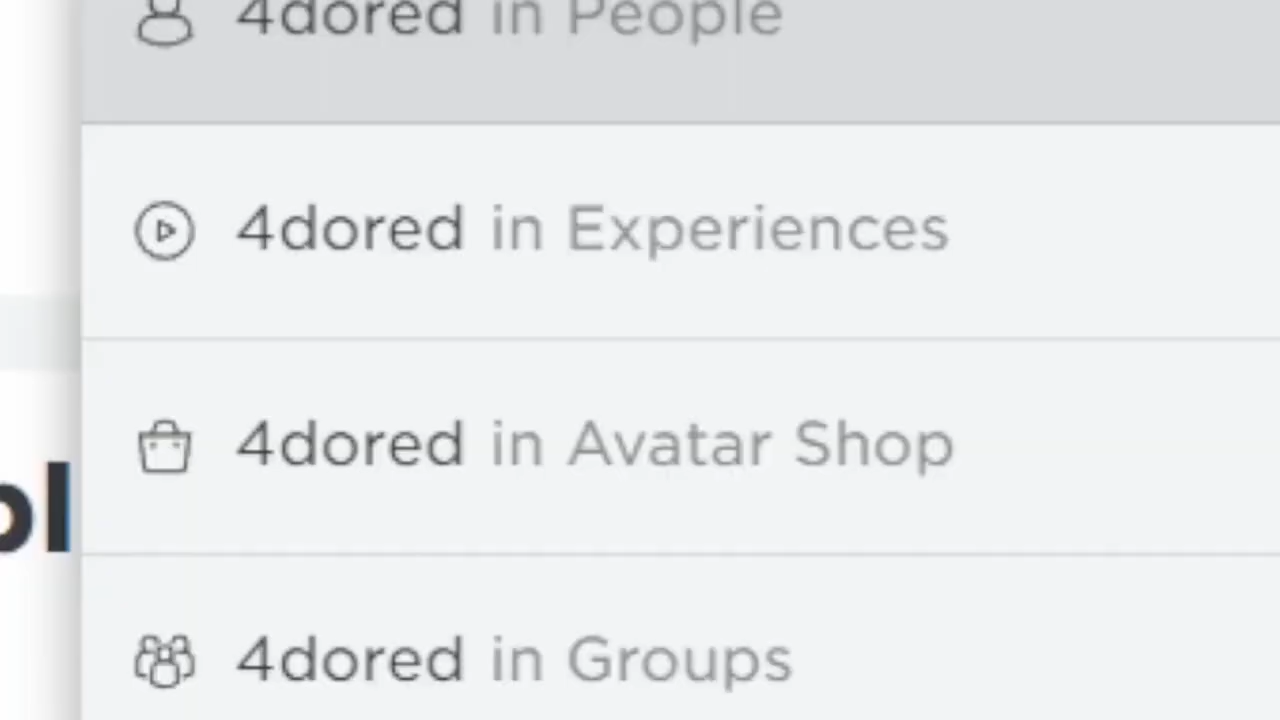 4dored in People
4dored in Experiences
4dored in Avatar Shop
4dored in Groups